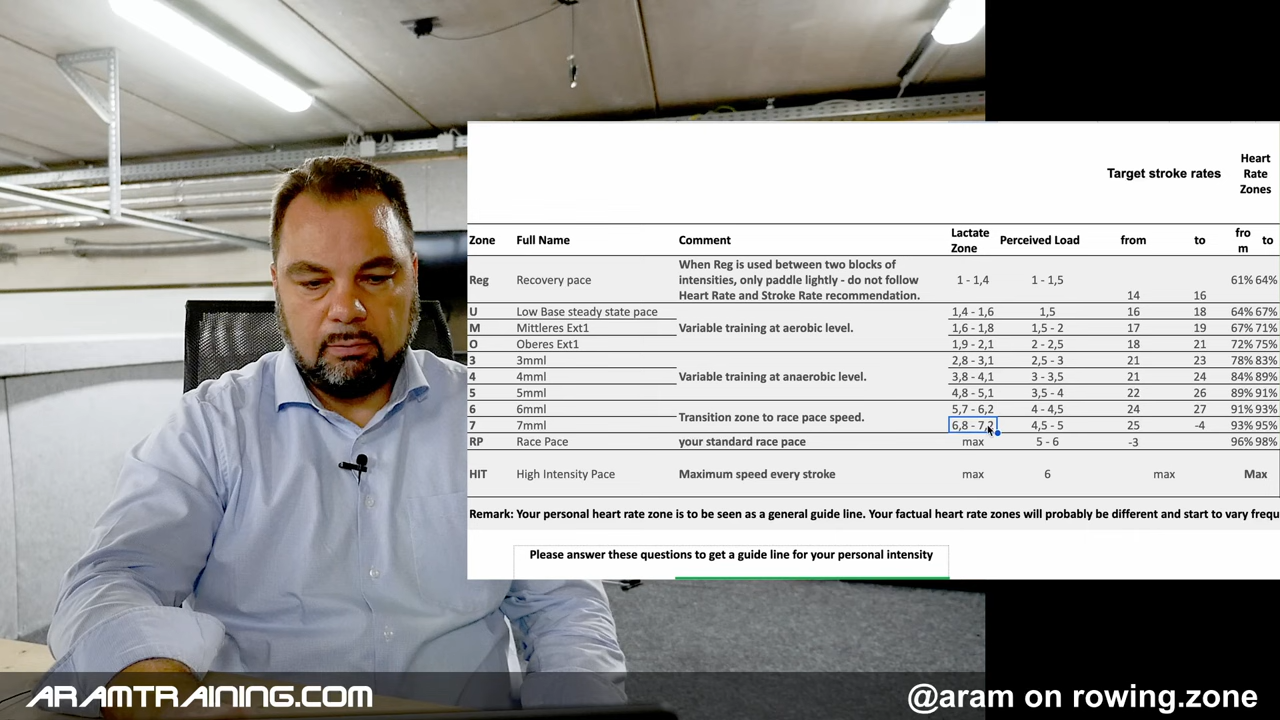 Target stroke rates
Heart
Rate
Zones
Zone Full Name Comment Lactate Zone Perceived Load from to from to
Reg Recovery pace When Reg is used between two blocks of intensities, only paddle lightly - do not follow Heart Rate and Stroke Rate recommendation. 1 - 1,4 1 - 1,5 14 16 61% 64%
U Low Base steady state pace 1,4 - 1,6 1,5 16 18 64% 67%
M Mittleres Ext1 Variable training at aerobic level. 1,6 - 1,8 1,5 - 2 17 19 67% 71%
O Oberes Ext1 1,9 - 2,1 2 - 2,5 18 21 72% 75%
3 3mml 2,8 - 3,1 2,5 - 3 21 23 78% 83%
4 4mml Variable training at anaerobic level. 3,8 - 4,1 3 - 3,5 21 24 84% 89%
5 5mml 4,8 - 5,1 3,5 - 4 22 26 89% 91%
6 6mml Transition zone to race pace speed. 5,7 - 6,2 4 - 4,5 24 27 91% 93%
7 7mml 6,8 - 7,2 4,5 - 5 25 -4 93% 95%
RP Race Pace your standard race pace max 5 - 6 -3 96% 98%
HIT High Intensity Pace Maximum speed every stroke max 6 max Max
Remark: Your personal heart rate zone is to be seen as a general guide line. Your factual heart rate zones will probably be different and start to vary frequ
Please answer these questions to get a guide line for your personal intensity
ARAMTRAINING.COM
@aram on rowing.zone